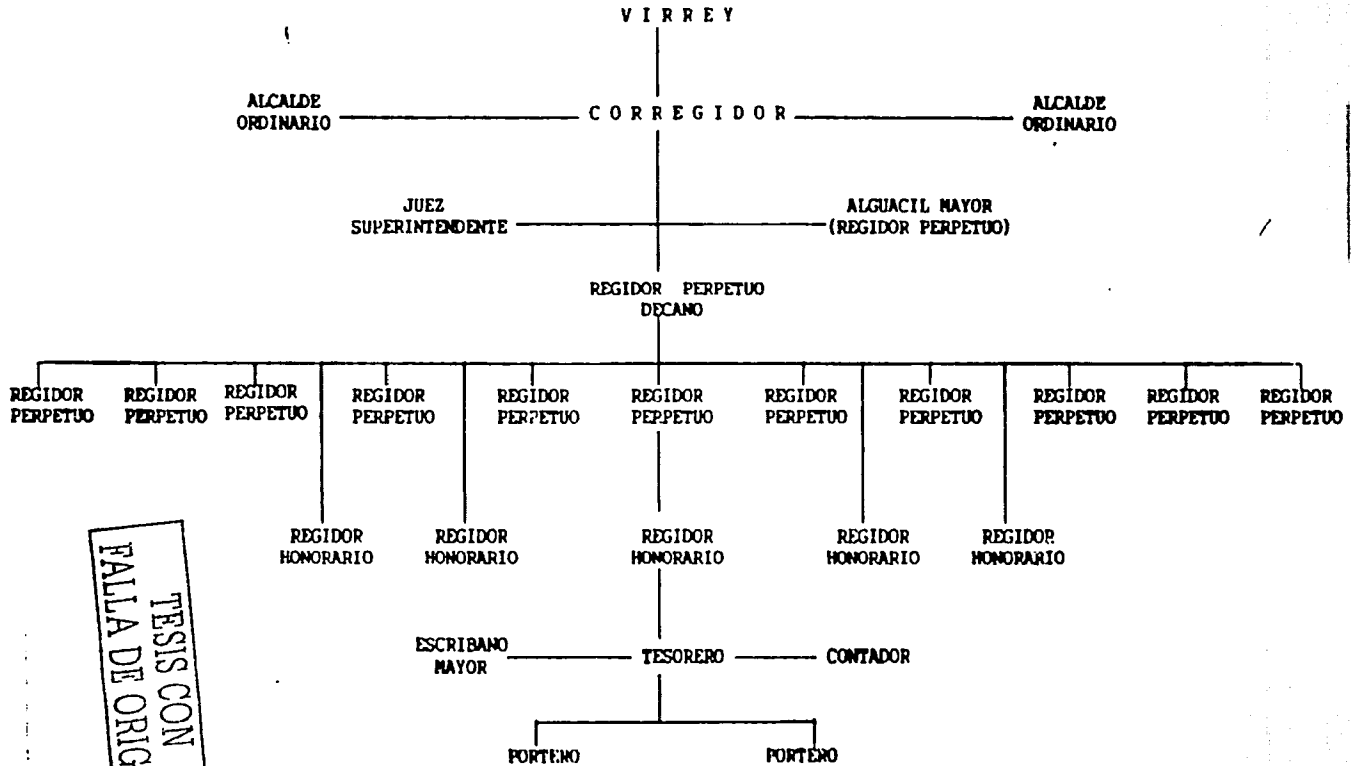 V I R R E Y
ALCALDE
ORDINARIO
C O R R E G I D O R
ALCALDE
ORDINARIO
JUEZ
SUPERINTENDENTE
ALGUACIL MAYOR
(REGIDOR PERPETUO)
REGIDOR PERPETUO
DECANO
REGIDOR
PERPETUO
REGIDOR
PERPETUO
REGIDOR
PERPETUO
REGIDOR
PERPETUO
REGIDOR
PERPETUO
REGIDOR
PERPETUO
REGIDOR
PERPETUO
REGIDOR
PERPETUO
REGIDOR
PERPETUO
REGIDOR
PERPETUO
REGIDOR
PERPETUO
REGIDOR
HONORARIO
REGIDOR
HONORARIO
REGIDOR
HONORARIO
REGIDOR
HONORARIO
REGIDOR
HONORARIO
ESCRIBANO
MAYOR
TESORERO
CONTADOR
PORTERO
PORTERO
TESIS CON
FALLA DE ORIG